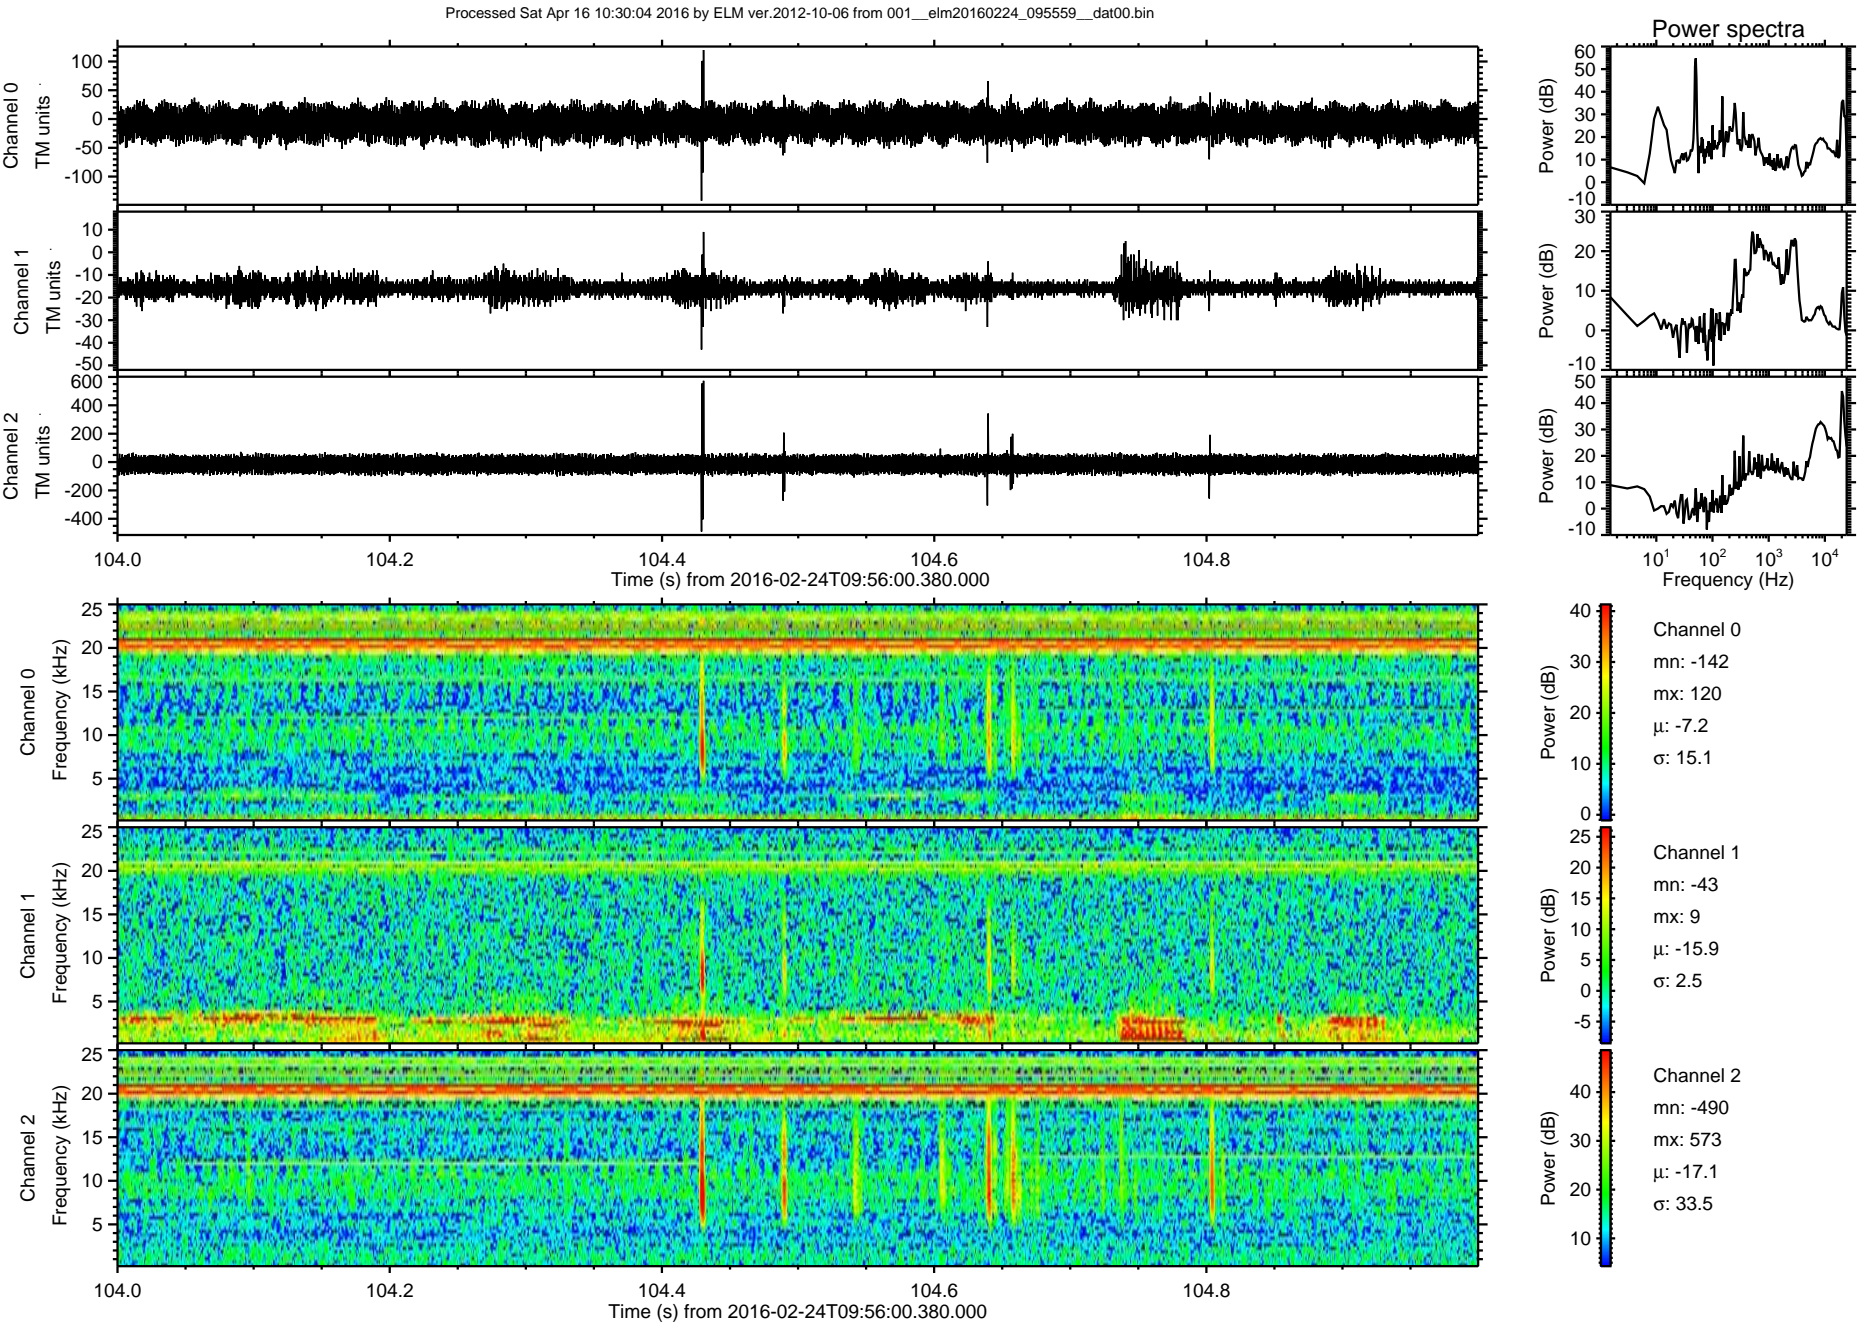 Processed Sat Apr 16 10:30:04 2016 by ELM ver.2012-10-06 from 001__elm20160224_095559__dat00.bin
Power spectra
Channel 0
TM units
100
50
0
-50
-100
Power (dB)
60
50
40
30
20
10
0
-10
Channel 1
TM units
10
0
-10
-20
-30
-40
-50
Power (dB)
30
20
10
0
-10
Channel 2
TM units
600
400
200
0
-200
-400
Power (dB)
50
40
30
20
10
0
-10
104.0 104.2 104.4 104.6 104.8
Time (s) from 2016-02-24T09:56:00.380.000
10¹ 10² 10³ 10⁴
Frequency (Hz)
Channel 0
Frequency (kHz)
25
20
15
10
5
Power (dB)
40
30
20
10
0
Channel 0
mn: -142
mx: 120
μ: -7.2
σ: 15.1
Channel 1
Frequency (kHz)
25
20
15
10
5
Power (dB)
25
20
15
10
5
0
-5
Channel 1
mn: -43
mx: 9
μ: -15.9
σ: 2.5
Channel 2
Frequency (kHz)
25
20
15
10
5
Power (dB)
40
30
20
10
Channel 2
mn: -490
mx: 573
μ: -17.1
σ: 33.5
104.0 104.2 104.4 104.6 104.8
Time (s) from 2016-02-24T09:56:00.380.000